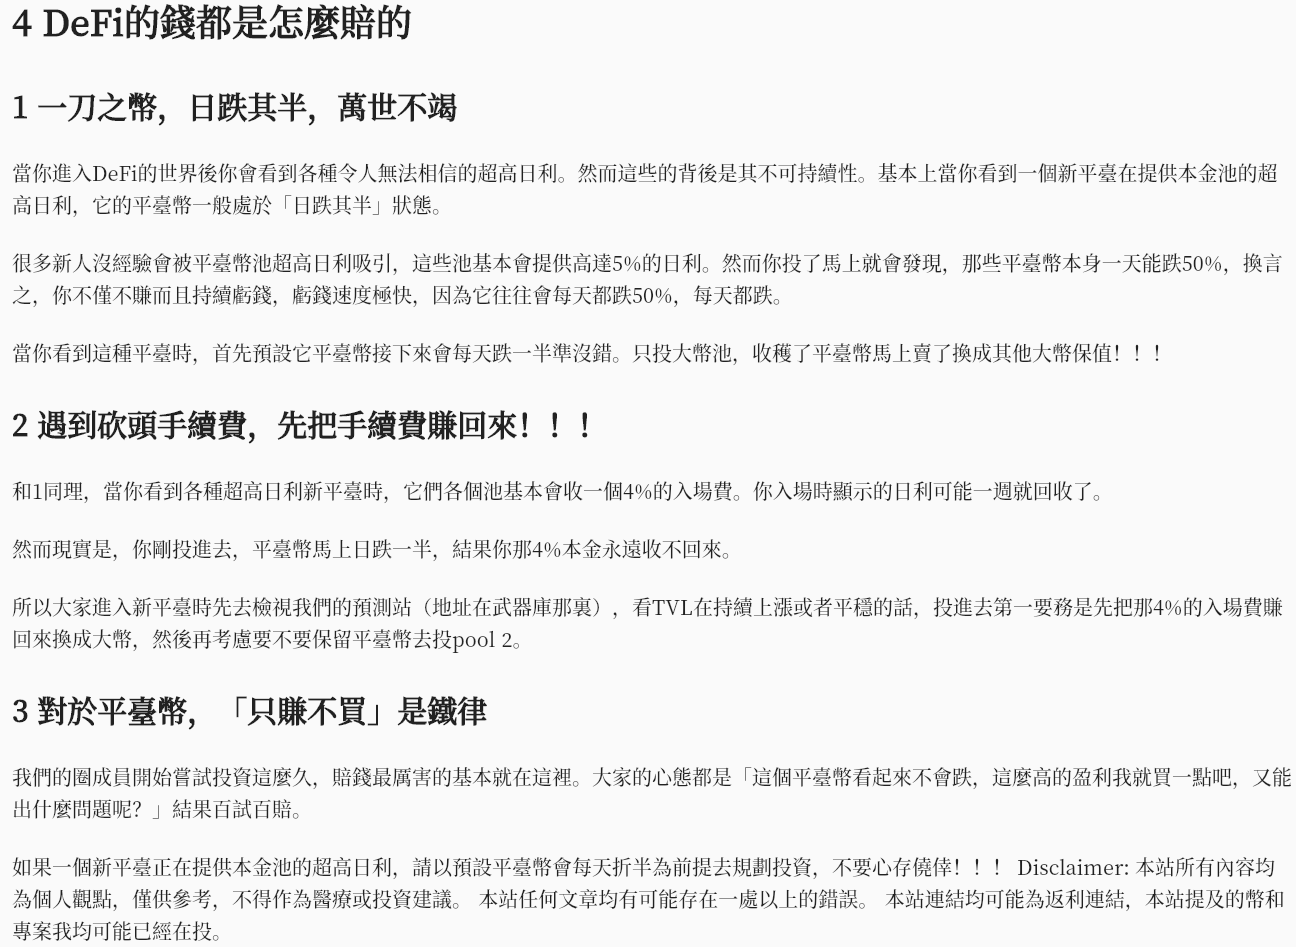 4 DeFi的錢都是怎麼賠的
1 一刀之幣，日跌其半，萬世不竭
當你進入DeFi的世界後你會看到各種令人無法相信的超高日利。然而這些的背後是其不可持續性。基本上當你看到一個新平臺在提供本金池的超
高日利，它的平臺幣一般處於「日跌其半」狀態。
很多新人沒經驗會被平臺幣池超高日利吸引，這些池基本會提供高達5%的日利。然而你投了馬上就會發現，那些平臺幣本身一天能跌50%，換言
之，你不僅不賺而且持續虧錢，虧錢速度極快，因為它往往會每天都跌50%，每天都跌。
當你看到這種平臺時，首先預設它平臺幣接下來會每天跌一半準沒錯。只投大幣池，收穫了平臺幣馬上賣了換成其他大幣保值！！！
2 遇到砍頭手續費，先把手續費賺回來！！！
和1同理，當你看到各種超高日利新平臺時，它們各個池基本會收一個4%的入場費。你入場時顯示的日利可能一週就回收了。
然而現實是，你剛投進去，平臺幣馬上日跌一半，結果你那4%本金永遠收不回來。
所以大家進入新平臺時先去檢視我們的預測站（地址在武器庫那裏），看TVL在持續上漲或者平穩的話，投進去第一要務是先把那4%的入場費賺
回來換成大幣，然後再考慮要不要保留平臺幣去投pool 2。
3 對於平臺幣，「只賺不買」是鐵律
我們的圈成員開始嘗試投資這麼久，賠錢最厲害的基本就在這裡。大家的心態都是「這個平臺幣看起來不會跌，這麼高的盈利我就買一點吧，又能
出什麼問題呢？」結果百試百賠。
如果一個新平臺正在提供本金池的超高日利，請以預設平臺幣會每天折半為前提去規劃投資，不要心存僥倖！！！ Disclaimer: 本站所有內容均
為個人觀點，僅供參考，不得作為醫療或投資建議。 本站任何文章均有可能存在一處以上的錯誤。 本站連結均可能為返利連結，本站提及的幣和
專案我均可能已經在投。